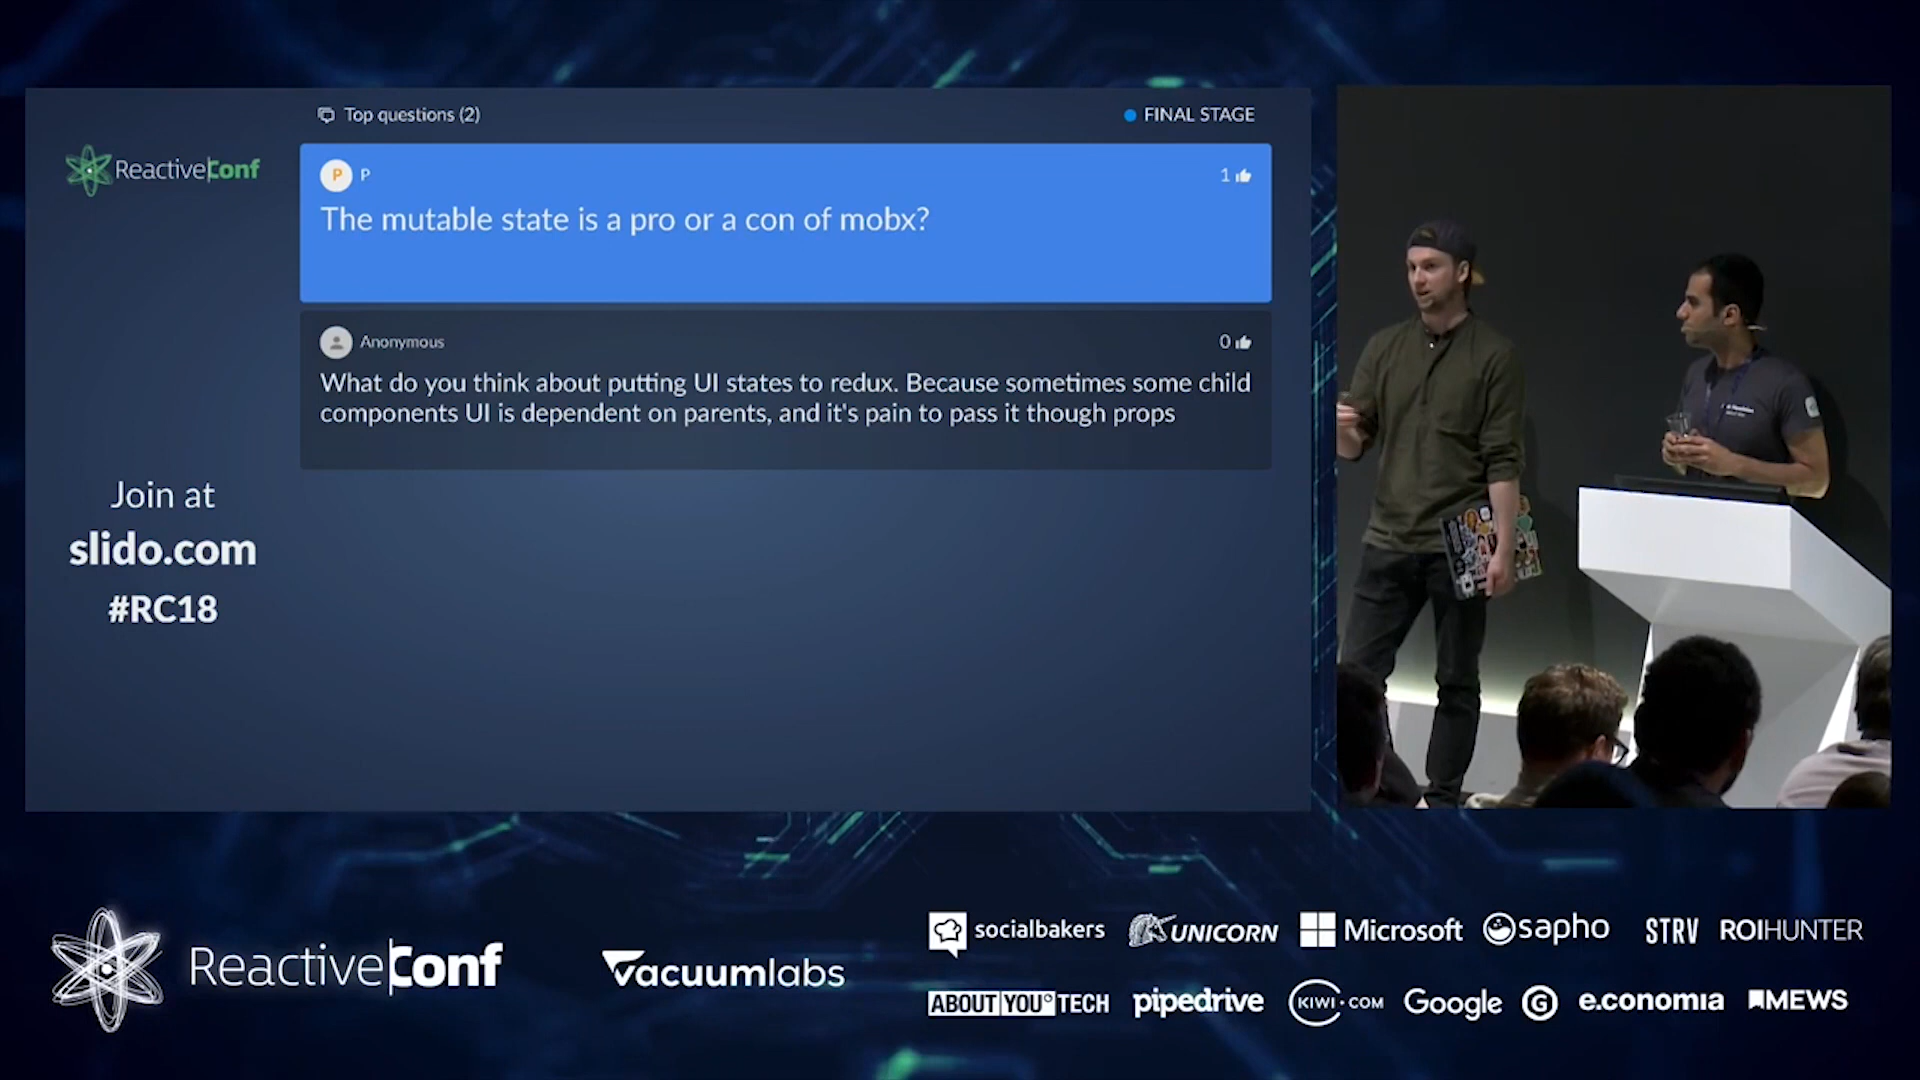 Top questions (2)
FINAL STAGE
ReactiveConf
P P
1
The mutable state is a pro or a con of mobx?
Anonymous
0
What do you think about putting UI states to redux. Because sometimes some child
components UI is dependent on parents, and it's pain to pass it though props
Join at
slido.com
#RC18
ReactiveConf
vacuumlabs
socialbakers
UNICORN
Microsoft
sapho
STRV
ROIHUNTER
ABOUT YOU° TECH
pipedrive
KIWI.COM
Google
G
e.conomia
MEWS